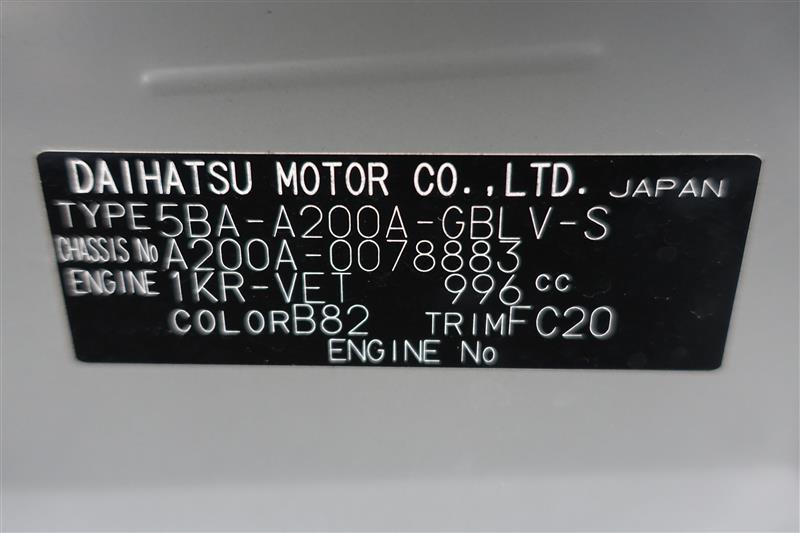 DAIHATSU MOTOR CO.,LTD. JAPAN
TYPE 5BA-A200A-GBLV-S
CHASSIS No A200A-0078883
ENGINE 1KR-VET 996 cc
COLOR B82 TRIM FC20
ENGINE No